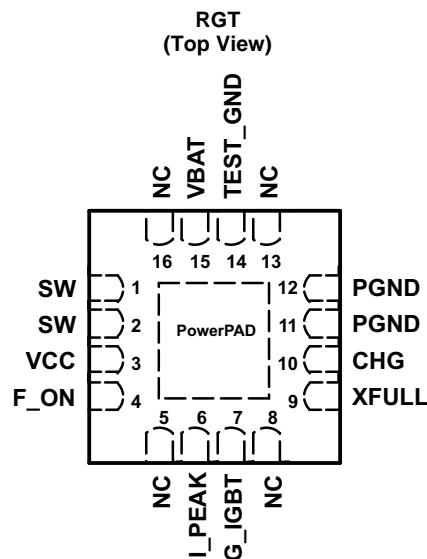 RGT
(Top View)
NC
VBAT
TEST_GND
NC
16 15 14 13
SW 1
SW 2
VCC 3
F_ON 4
PowerPAD
12 PGND
11 PGND
10 CHG
9 XFULL
5 6 7 8
NC
I_PEAK
G_IGBT
NC